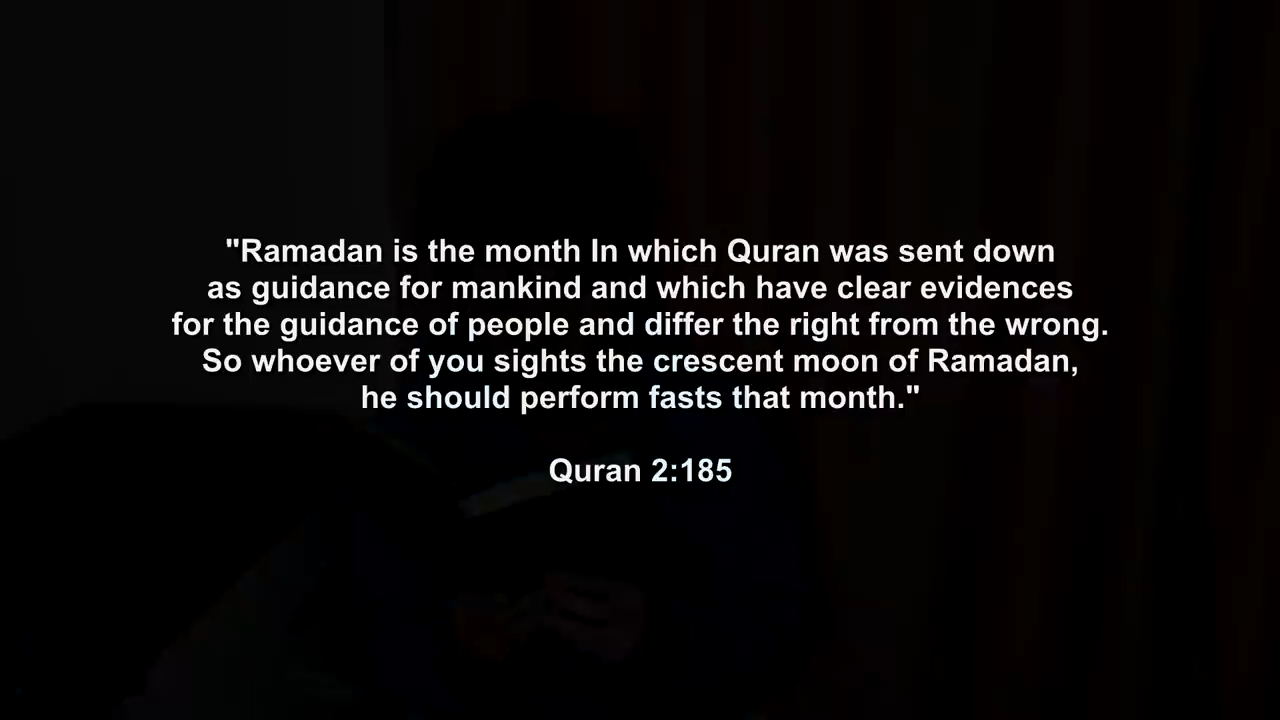 "Ramadan is the month In which Quran was sent down
as guidance for mankind and which have clear evidences
for the guidance of people and differ the right from the wrong.
So whoever of you sights the crescent moon of Ramadan,
he should perform fasts that month."
Quran 2:185